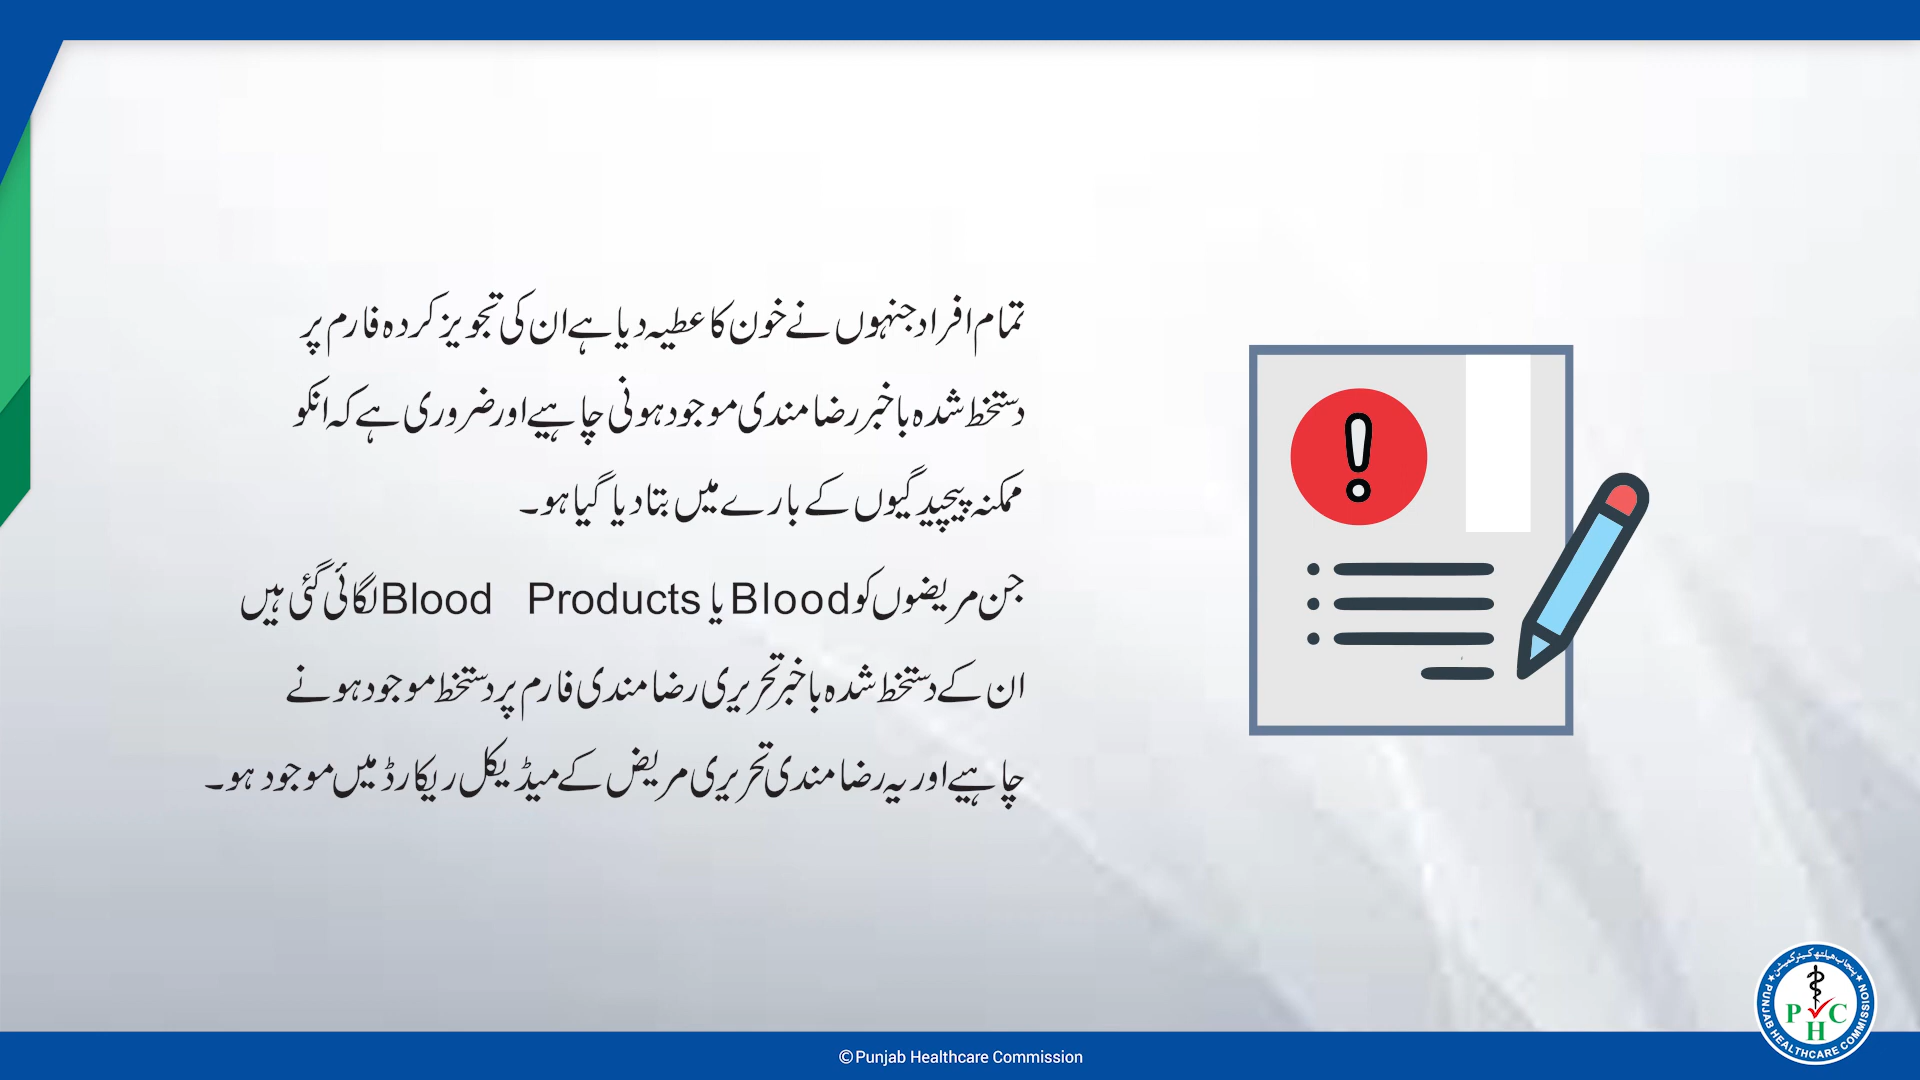 تمام افراد جنہوں نے خون کا عطیہ دیا ہے ان کی تجویز کردہ فارم پر
دستخط شدہ باخبر رضامندی موجود ہونی چاہیے اور ضروری ہے کہ انکو
ممکنہ پیچیدگیوں کے بارے میں بتا دیا گیا ہو۔
جن مریضوں کو Blood یا Blood Products لگائی گئی ہیں
ان کے دستخط شدہ باخبر تحریری رضامندی فارم پر دستخط موجود ہونے
چاہیے اور یہ رضامندی تحریری مریض کے میڈیکل ریکارڈ میں موجود ہو۔
پنجاب ہیلتھ کیئر کمیشن
P H C
PUNJAB HEALTHCARE COMMISSION
© Punjab Healthcare Commission